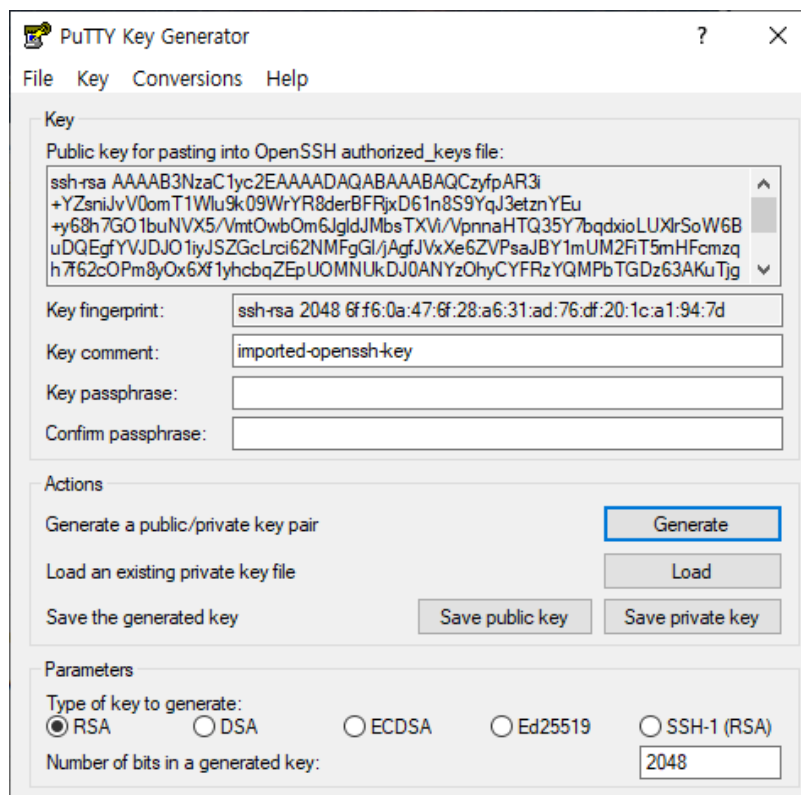 PuTTY Key Generator
File Key Conversions Help
Key
Public key for pasting into OpenSSH authorized_keys file:
ssh-rsa AAAAB3NzaC1yc2EAAAADAQABAAABAQCzyfpAR3i
+YZsniJvV0omT1Wlu9k09WrYR8derBFRjxD61n8S9YqJ3etznYEu
+y68h7GO1buNVX5/VmtOwbOm6JgldJMbsTXVi/VpnnaHTQ35Y7bqdxioLUXlrSoW6B
uDQEgfYVJDJO1iyJSZGcLrci62NMFgGl/jAgfJVxXe6ZVPsaJBY1mUM2FiT5mHFcmzq
h7f62cOPm8yOx6Xf1yhcbqZEpUOMNUkDJ0ANYzOhyCYFRzYQMPbTGDz63AKuTjg
Key fingerprint: ssh-rsa 2048 6f:f6:0a:47:6f:28:a6:31:ad:76:df:20:1c:a1:94:7d
Key comment: imported-openssh-key
Key passphrase:
Confirm passphrase:
Actions
Generate a public/private key pair Generate
Load an existing private key file Load
Save the generated key Save public key Save private key
Parameters
Type of key to generate:
RSA DSA ECDSA Ed25519 SSH-1 (RSA)
Number of bits in a generated key: 2048